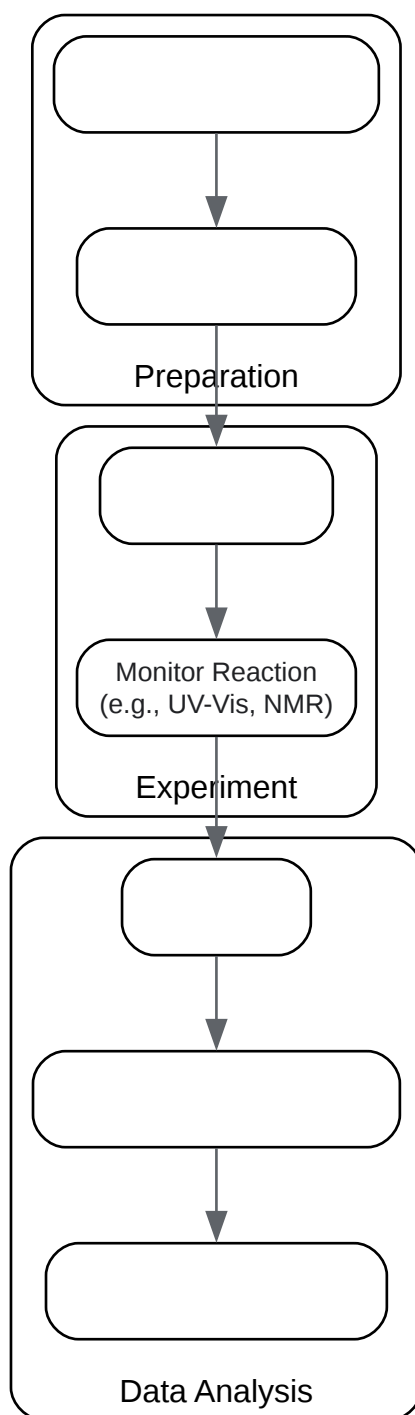 Preparation
Monitor Reaction
(e.g., UV-Vis, NMR)
Experiment
Data Analysis